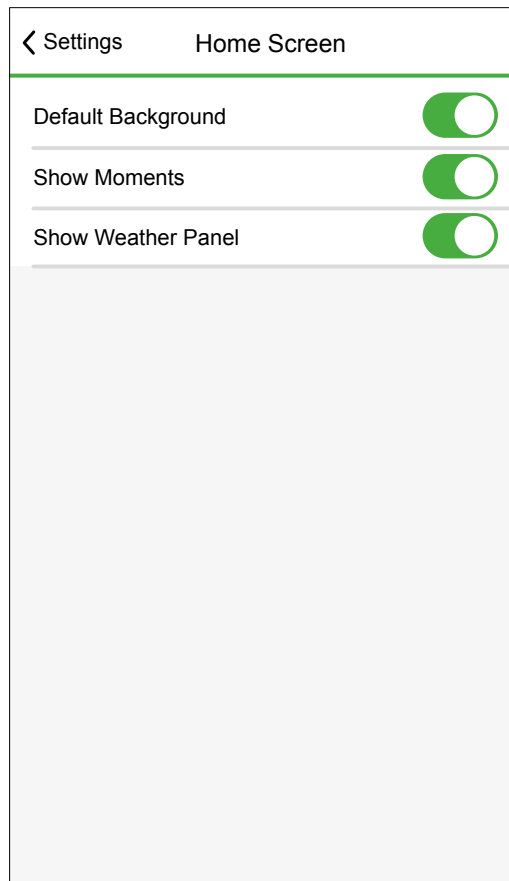 Settings
Home Screen
Default Background
Show Moments
Show Weather Panel